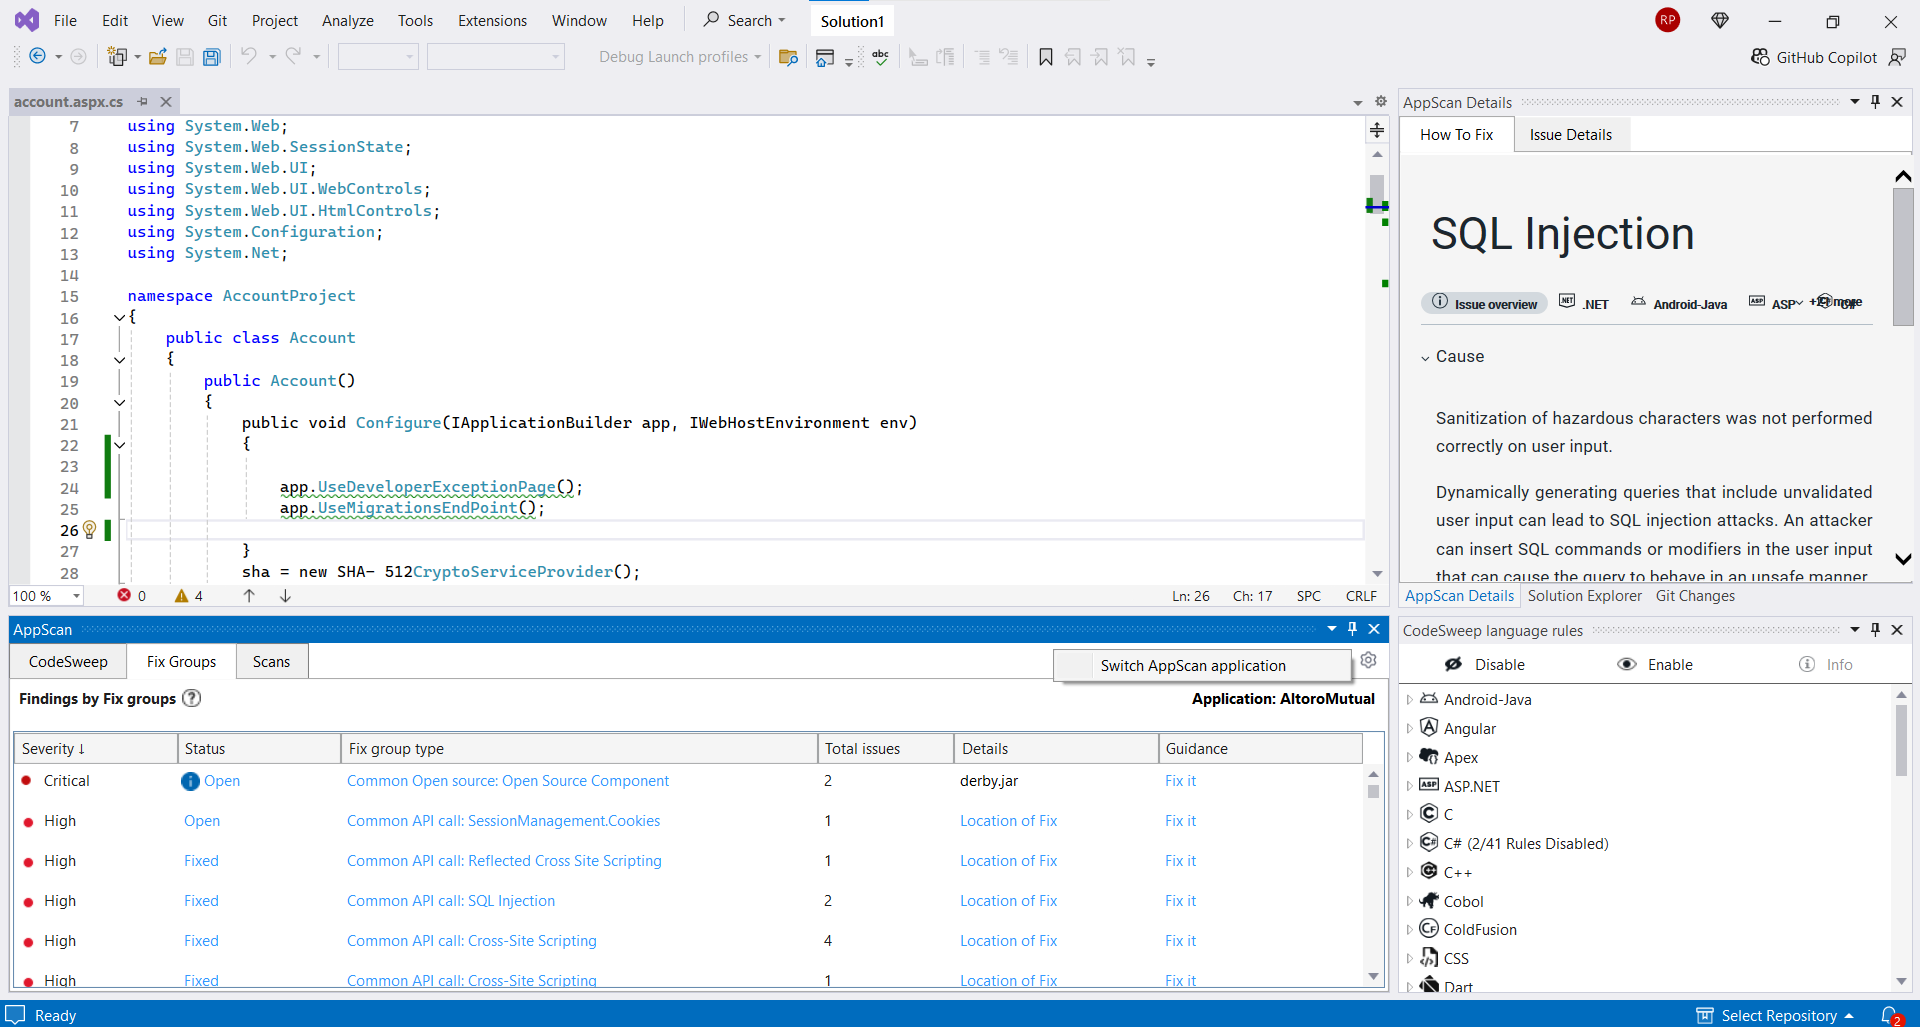 File Edit View Git Project Analyze Tools Extensions Window Help Search Solution1 RP
Debug Launch profiles abc GitHub Copilot
account.aspx.cs
7 using System.Web;
8 using System.Web.SessionState;
9 using System.Web.UI;
10 using System.Web.UI.WebControls;
11 using System.Web.UI.HtmlControls;
12 using System.Configuration;
13 using System.Net;
14
15 namespace AccountProject
16 {
17 public class Account
18 {
19 public Account()
20 {
21 public void Configure(IApplicationBuilder app, IWebHostEnvironment env)
22 {
23
24 app.UseDeveloperExceptionPage();
25 app.UseMigrationsEndPoint();
26
27 }
28 sha = new SHA- 512CryptoServiceProvider();
100 % 0 4 Ln: 26 Ch: 17 SPC CRLF
AppScan Details
How To Fix Issue Details
SQL Injection
Issue overview .NET Android-Java ASP
Cause
Sanitization of hazardous characters was not performed
correctly on user input.
Dynamically generating queries that include unvalidated
user input can lead to SQL injection attacks. An attacker
can insert SQL commands or modifiers in the user input
that can cause the query to behave in an unsafe manner.
AppScan Details Solution Explorer Git Changes
AppScan
CodeSweep Fix Groups Scans
Switch AppScan application
Findings by Fix groups ? Application: AltoroMutual
Severity ↓ Status Fix group type Total issues Details Guidance
Critical Open Common Open source: Open Source Component 2 derby.jar Fix it
High Open Common API call: SessionManagement.Cookies 1 Location of Fix Fix it
High Fixed Common API call: Reflected Cross Site Scripting 1 Location of Fix Fix it
High Fixed Common API call: SQL Injection 2 Location of Fix Fix it
High Fixed Common API call: Cross-Site Scripting 4 Location of Fix Fix it
High Fixed Common API call: Cross-Site Scripting 1 Location of Fix Fix it
CodeSweep language rules
Disable Enable Info
Android-Java
Angular
Apex
ASP.NET
C
C# (2/41 Rules Disabled)
C++
Cobol
ColdFusion
CSS
Dart
Ready Select Repository 2